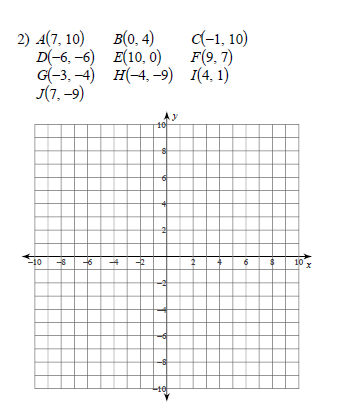 2) A(7, 10) B(0, 4) C(−1, 10)
D(−6, −6) E(10, 0) F(9, 7)
G(−3, −4) H(−4, −9) I(4, 1)
J(7, −9)
y
10
8
6
4
2
−10 −8 −6 −4 −2 2 4 6 8 10 x
−2
−4
−6
−8
−10